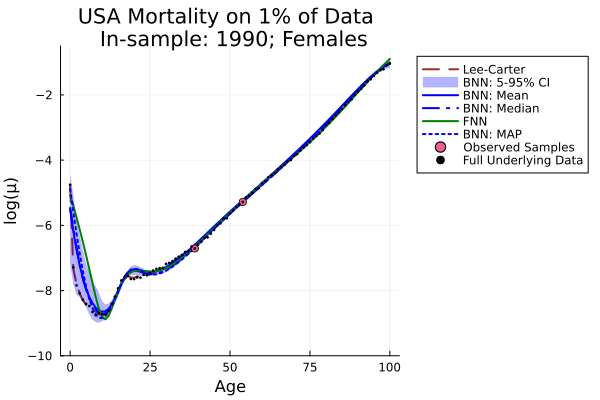 USA Mortality on 1% of Data
In-sample: 1990; Females
log(μ)
−2
−4
−6
−8
−10
0
25
50
75
100
Age
Lee-Carter
BNN: 5-95% CI
BNN: Mean
BNN: Median
FNN
BNN: MAP
Observed Samples
Full Underlying Data